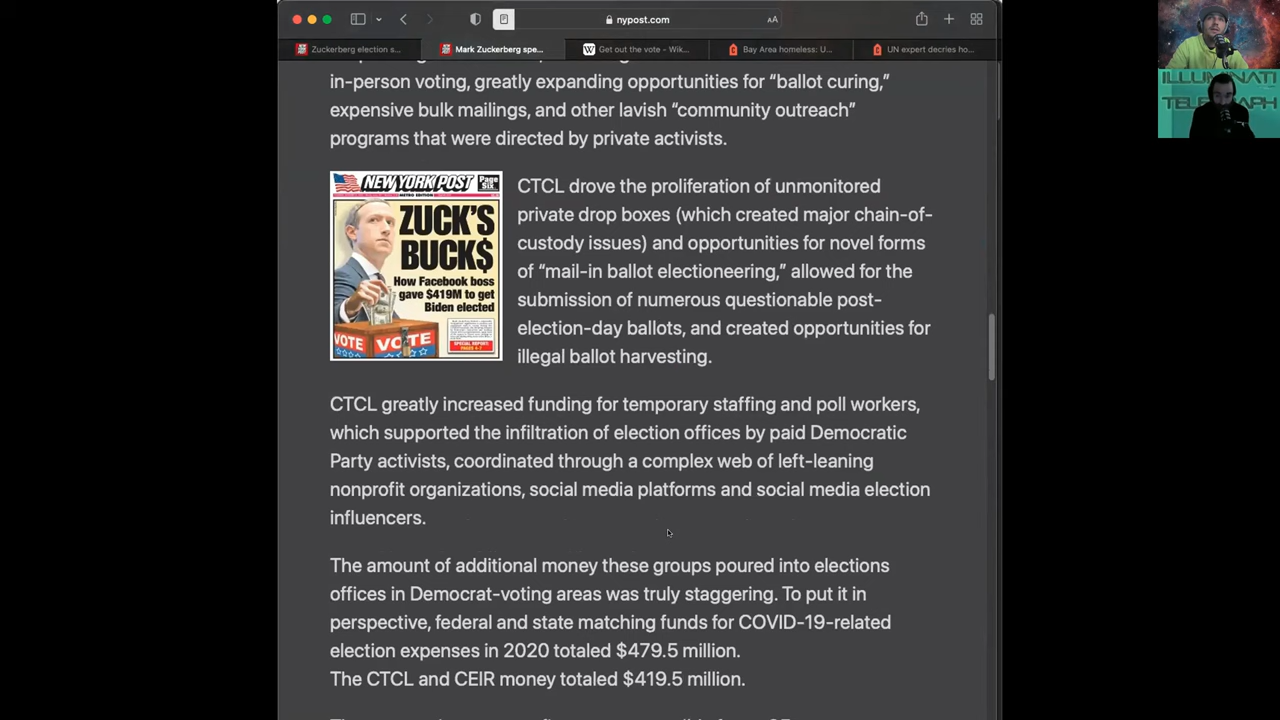 nypost.com
AA
Zuckerberg election s...
Mark Zuckerberg spe...
W Get out the vote - Wik...
Bay Area homeless: U...
UN expert decries ho...
in-person voting, greatly expanding opportunities for “ballot curing,”
expensive bulk mailings, and other lavish “community outreach”
programs that were directed by private activists.
NEW YORK POST
Page Six
ZUCK'S
BUCK$
How Facebook boss
gave $419M to get
Biden elected
VOTE VOTE
CTCL drove the proliferation of unmonitored
private drop boxes (which created major chain-of-
custody issues) and opportunities for novel forms
of “mail-in ballot electioneering,” allowed for the
submission of numerous questionable post-
election-day ballots, and created opportunities for
illegal ballot harvesting.
CTCL greatly increased funding for temporary staffing and poll workers,
which supported the infiltration of election offices by paid Democratic
Party activists, coordinated through a complex web of left-leaning
nonprofit organizations, social media platforms and social media election
influencers.
The amount of additional money these groups poured into elections
offices in Democrat-voting areas was truly staggering. To put it in
perspective, federal and state matching funds for COVID-19-related
election expenses in 2020 totaled $479.5 million.
The CTCL and CEIR money totaled $419.5 million.
ILLUMINATI